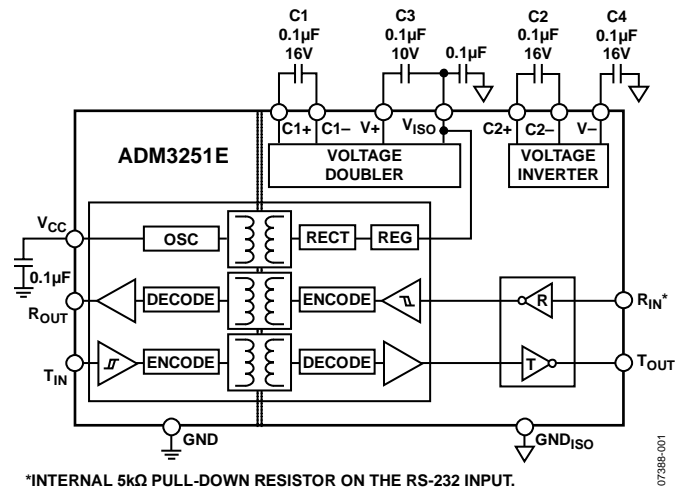 C1
0.1µF
16V
C3
0.1µF
10V
0.1µF
C2
0.1µF
16V
C4
0.1µF
16V
ADM3251E
C1+
C1–
V+
VISO
C2+
C2–
V–
VOLTAGE
DOUBLER
VOLTAGE
INVERTER
VCC
OSC
RECT
REG
0.1µF
ROUT
DECODE
ENCODE
R
RIN*
TIN
ENCODE
DECODE
T
TOUT
GND
GNDISO
*INTERNAL 5kΩ PULL-DOWN RESISTOR ON THE RS-232 INPUT.
07388-001